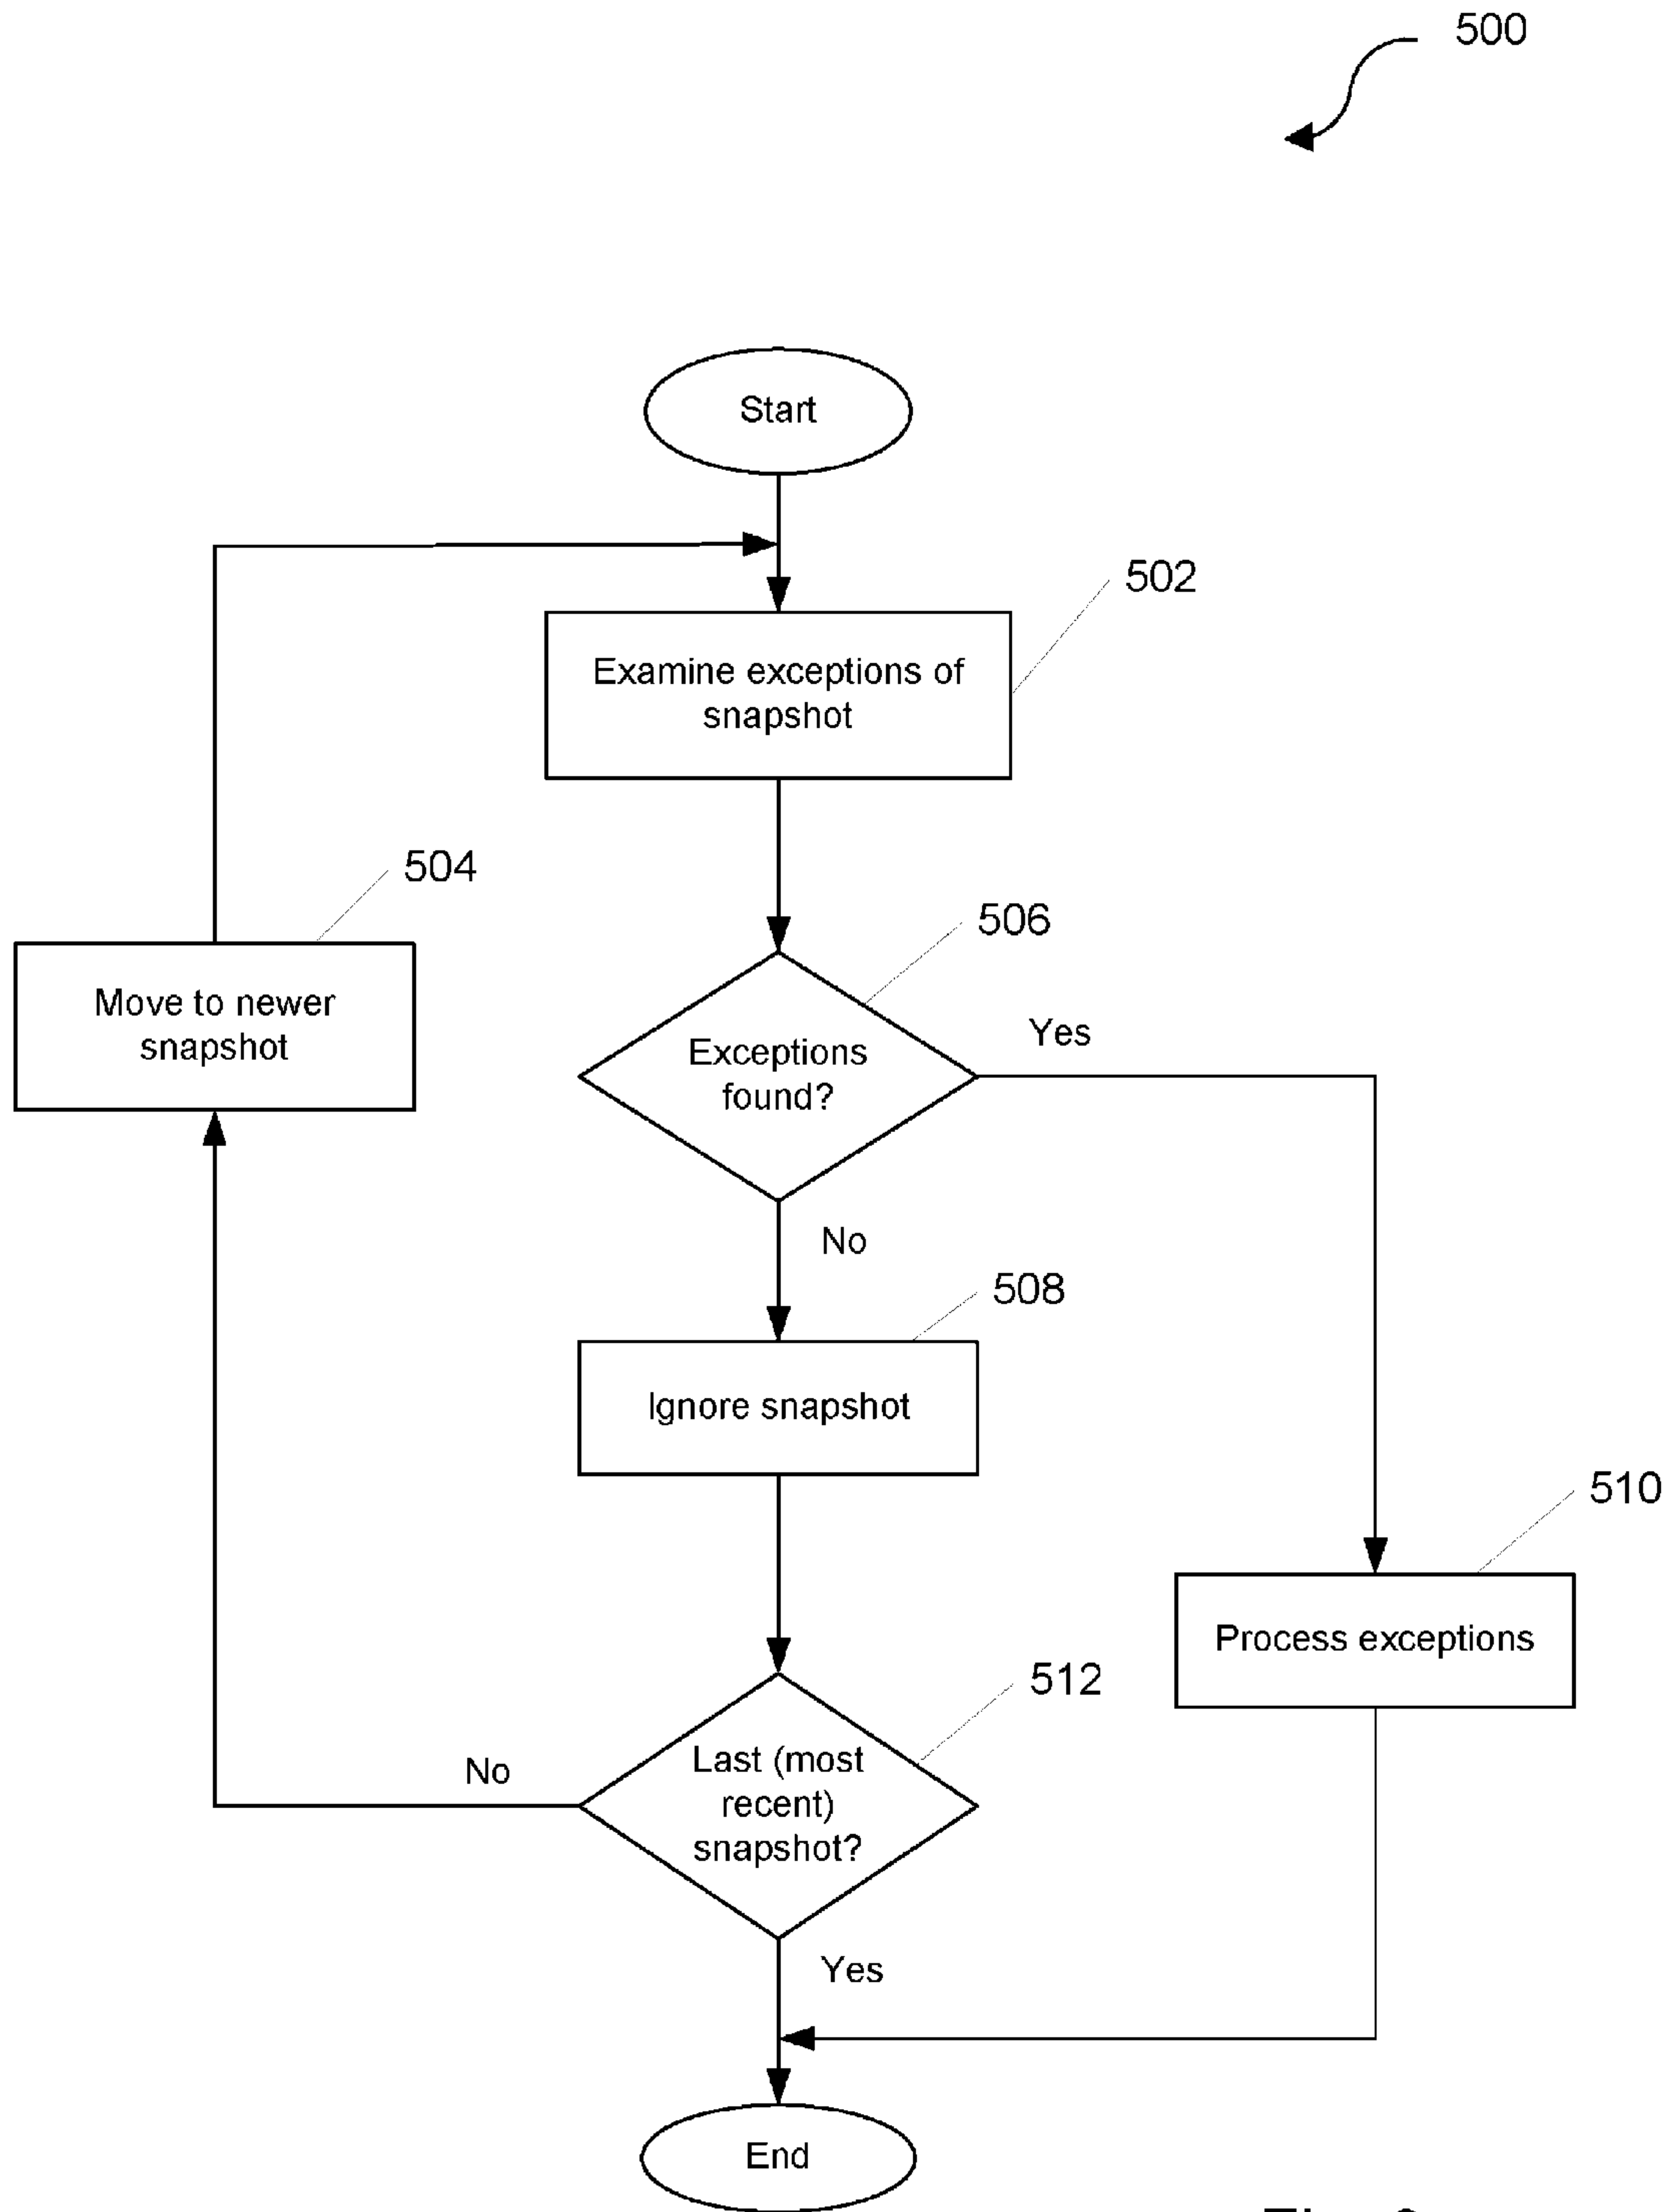 500
Start
502
Examine exceptions of
snapshot
504
Move to newer
snapshot
506
Exceptions
found?
Yes
No
508
Ignore snapshot
510
Process exceptions
512
Last (most
recent)
snapshot?
No
Yes
End